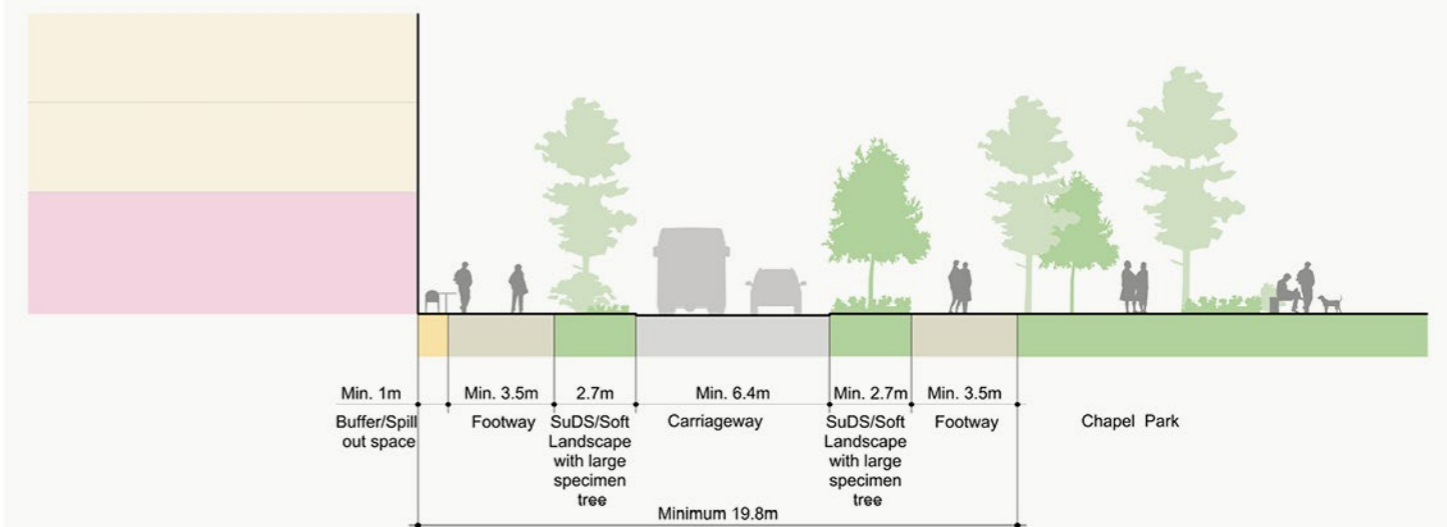 Min. 1m
Min. 3.5m
2.7m
Min. 6.4m
Min. 2.7m
Min. 3.5m
Buffer/Spill
out space
Footway
SuDS/Soft
Landscape
with large
specimen
tree
Carriageway
SuDS/Soft
Landscape
with large
specimen
tree
Footway
Chapel Park
Minimum 19.8m